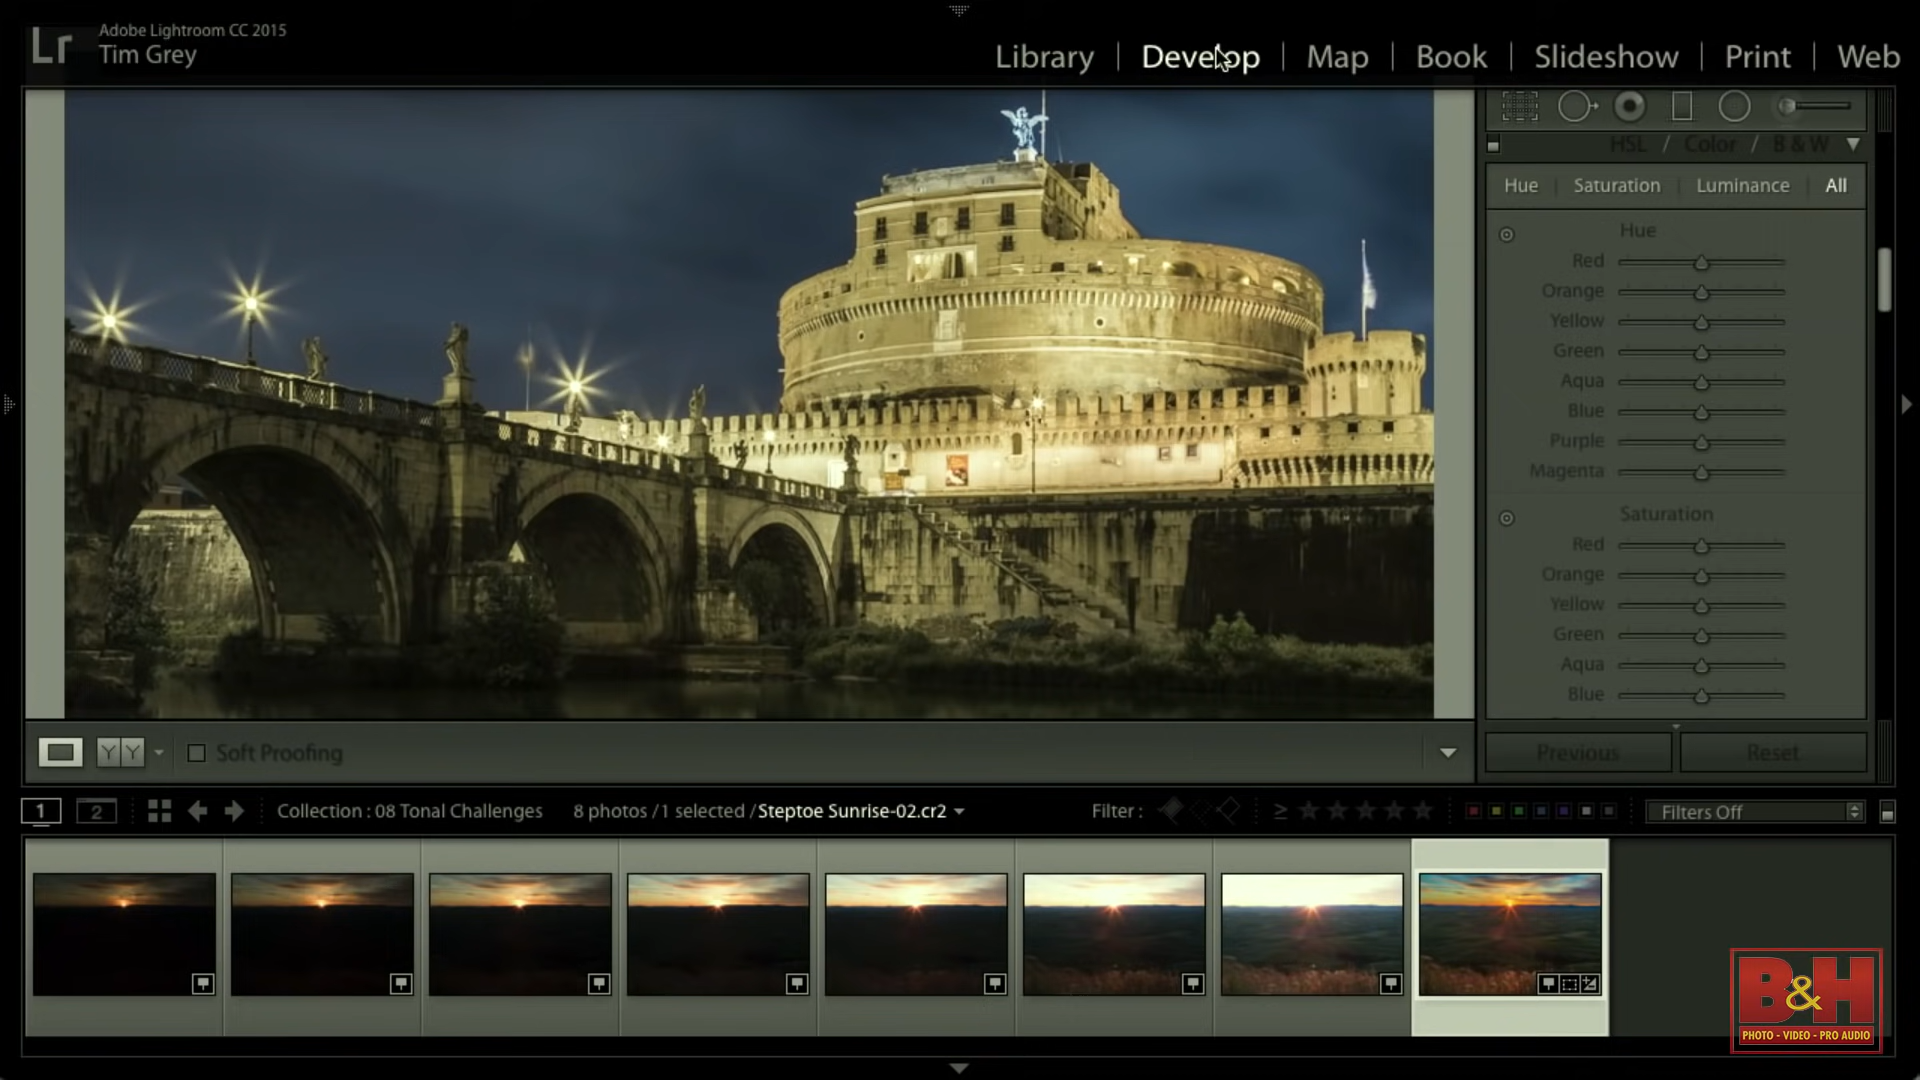 Lr
Adobe Lightroom CC 2015
Tim Grey
Library | Develop | Map | Book | Slideshow | Print | Web
HSL / Color / B & W
Hue | Saturation | Luminance | All
Hue
Red
Orange
Yellow
Green
Aqua
Blue
Purple
Magenta
Saturation
Red
Orange
Yellow
Green
Aqua
Blue
Y Y
Soft Proofing
Previous
Reset
1
2
Collection : 08 Tonal Challenges
8 photos / 1 selected / Steptoe Sunrise-02.cr2
Filter :
≥
Filters Off
B&H
PHOTO - VIDEO - PRO AUDIO